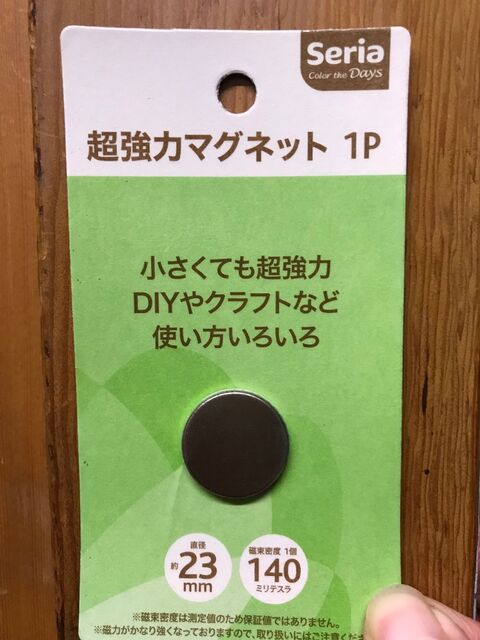 Seria
Color the Days
超強力マグネット 1P
小さくても超強力
DIYやクラフトなど
使い方いろいろ
直径
約23
mm
磁束密度 1個
140
ミリテスラ
※磁束密度は測定値のため保証値ではありません。
※磁力がかなり強くなっておりますので、取り扱いにはご注意くだ